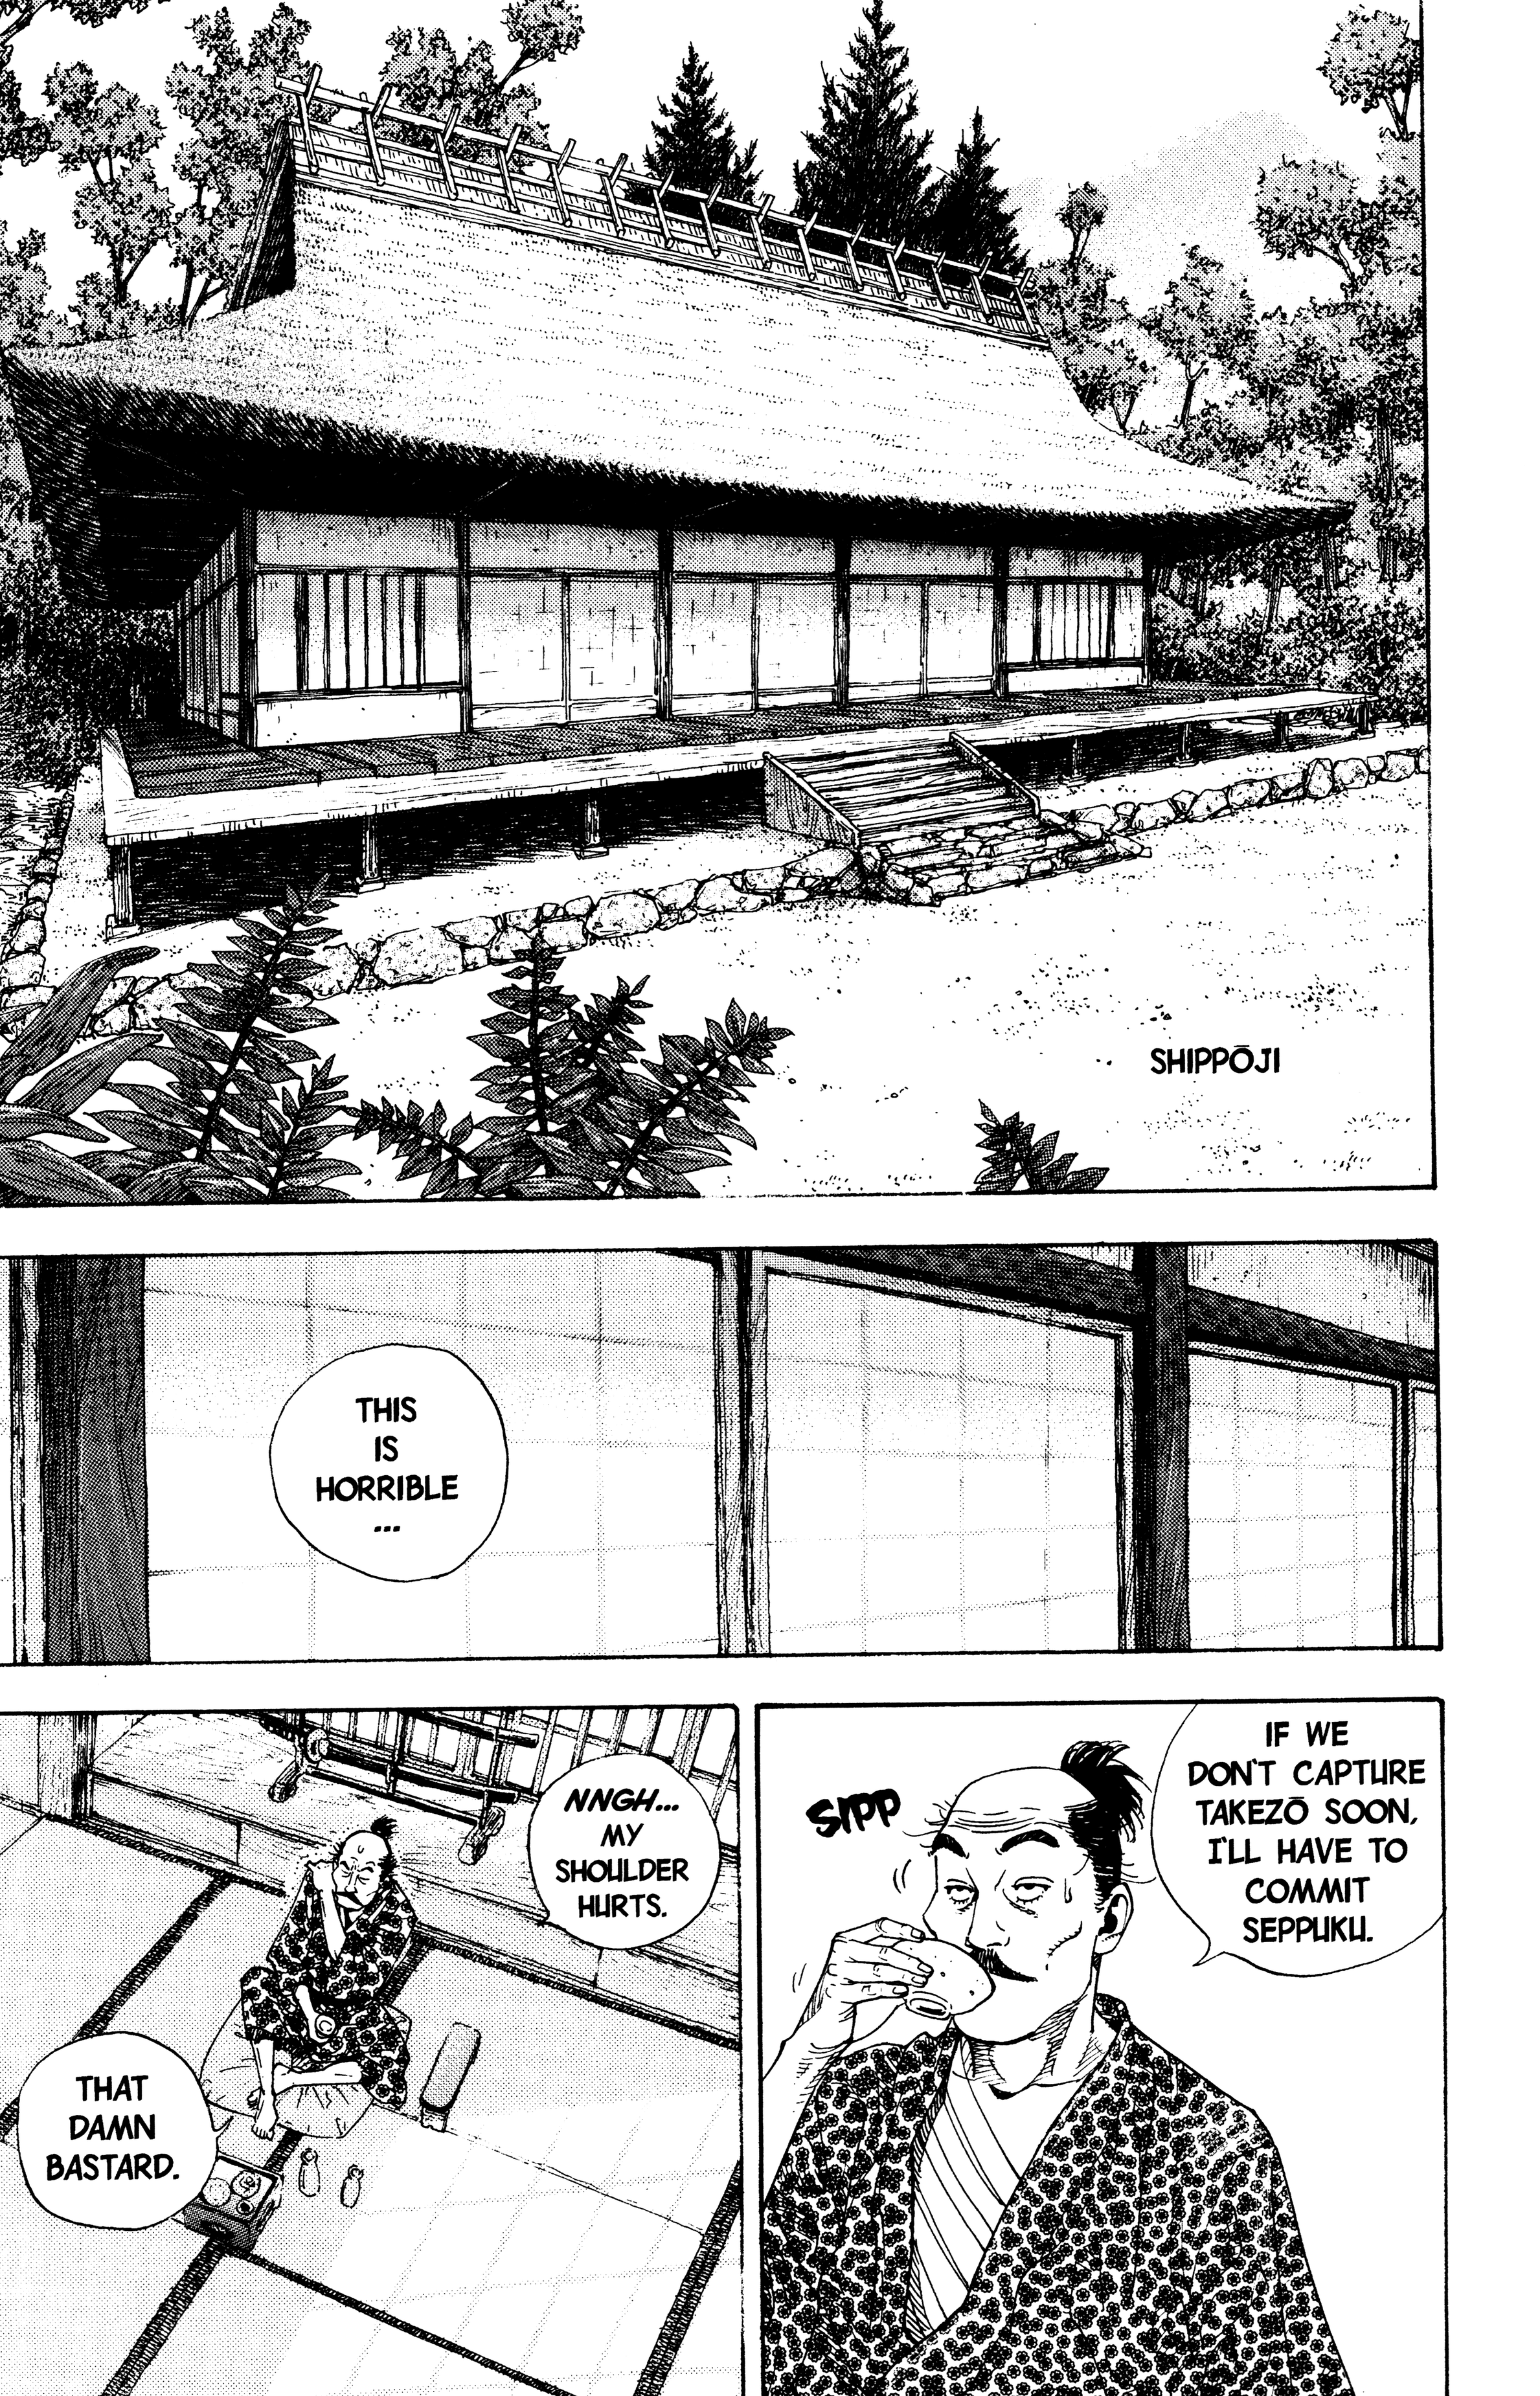 SHIPPŌJI
THIS
IS
HORRIBLE
...
IF WE
DON'T CAPTURE
TAKEZŌ SOON,
I'LL HAVE TO
COMMIT
SEPPUKU.
SIPP
NNGH...
MY
SHOULDER
HURTS.
THAT
DAMN
BASTARD.